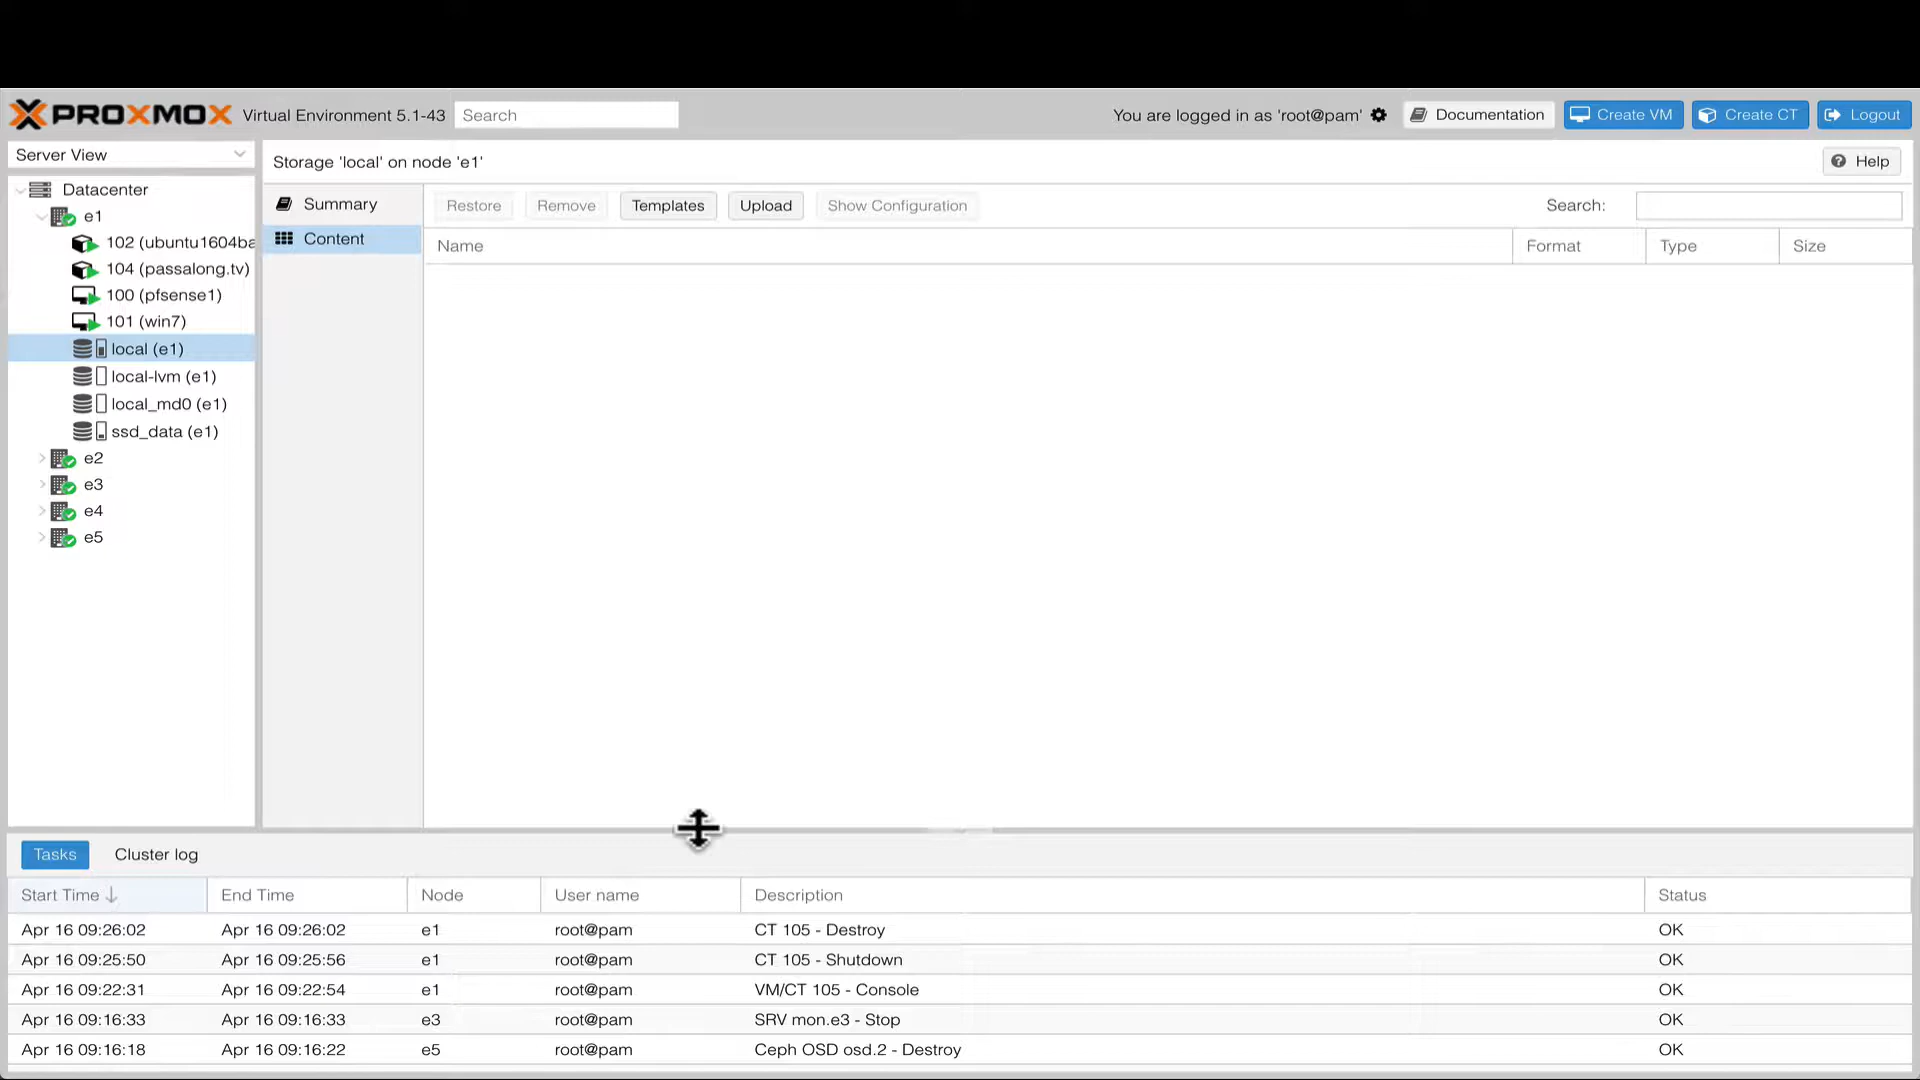 PROXMOX Virtual Environment 5.1-43 Search You are logged in as 'root@pam' Documentation Create VM Create CT Logout
Server View
Storage 'local' on node 'e1' Help
Datacenter
e1
102 (ubuntu1604ba
104 (passalong.tv)
100 (pfsense1)
101 (win7)
local (e1)
local-lvm (e1)
local_md0 (e1)
ssd_data (e1)
e2
e3
e4
e5
Summary
Content
Restore Remove Templates Upload Show Configuration Search:
Name Format Type Size
Tasks Cluster log
Start Time End Time Node User name Description Status
Apr 16 09:26:02 Apr 16 09:26:02 e1 root@pam CT 105 - Destroy OK
Apr 16 09:25:50 Apr 16 09:25:56 e1 root@pam CT 105 - Shutdown OK
Apr 16 09:22:31 Apr 16 09:22:54 e1 root@pam VM/CT 105 - Console OK
Apr 16 09:16:33 Apr 16 09:16:33 e3 root@pam SRV mon.e3 - Stop OK
Apr 16 09:16:18 Apr 16 09:16:22 e5 root@pam Ceph OSD osd.2 - Destroy OK